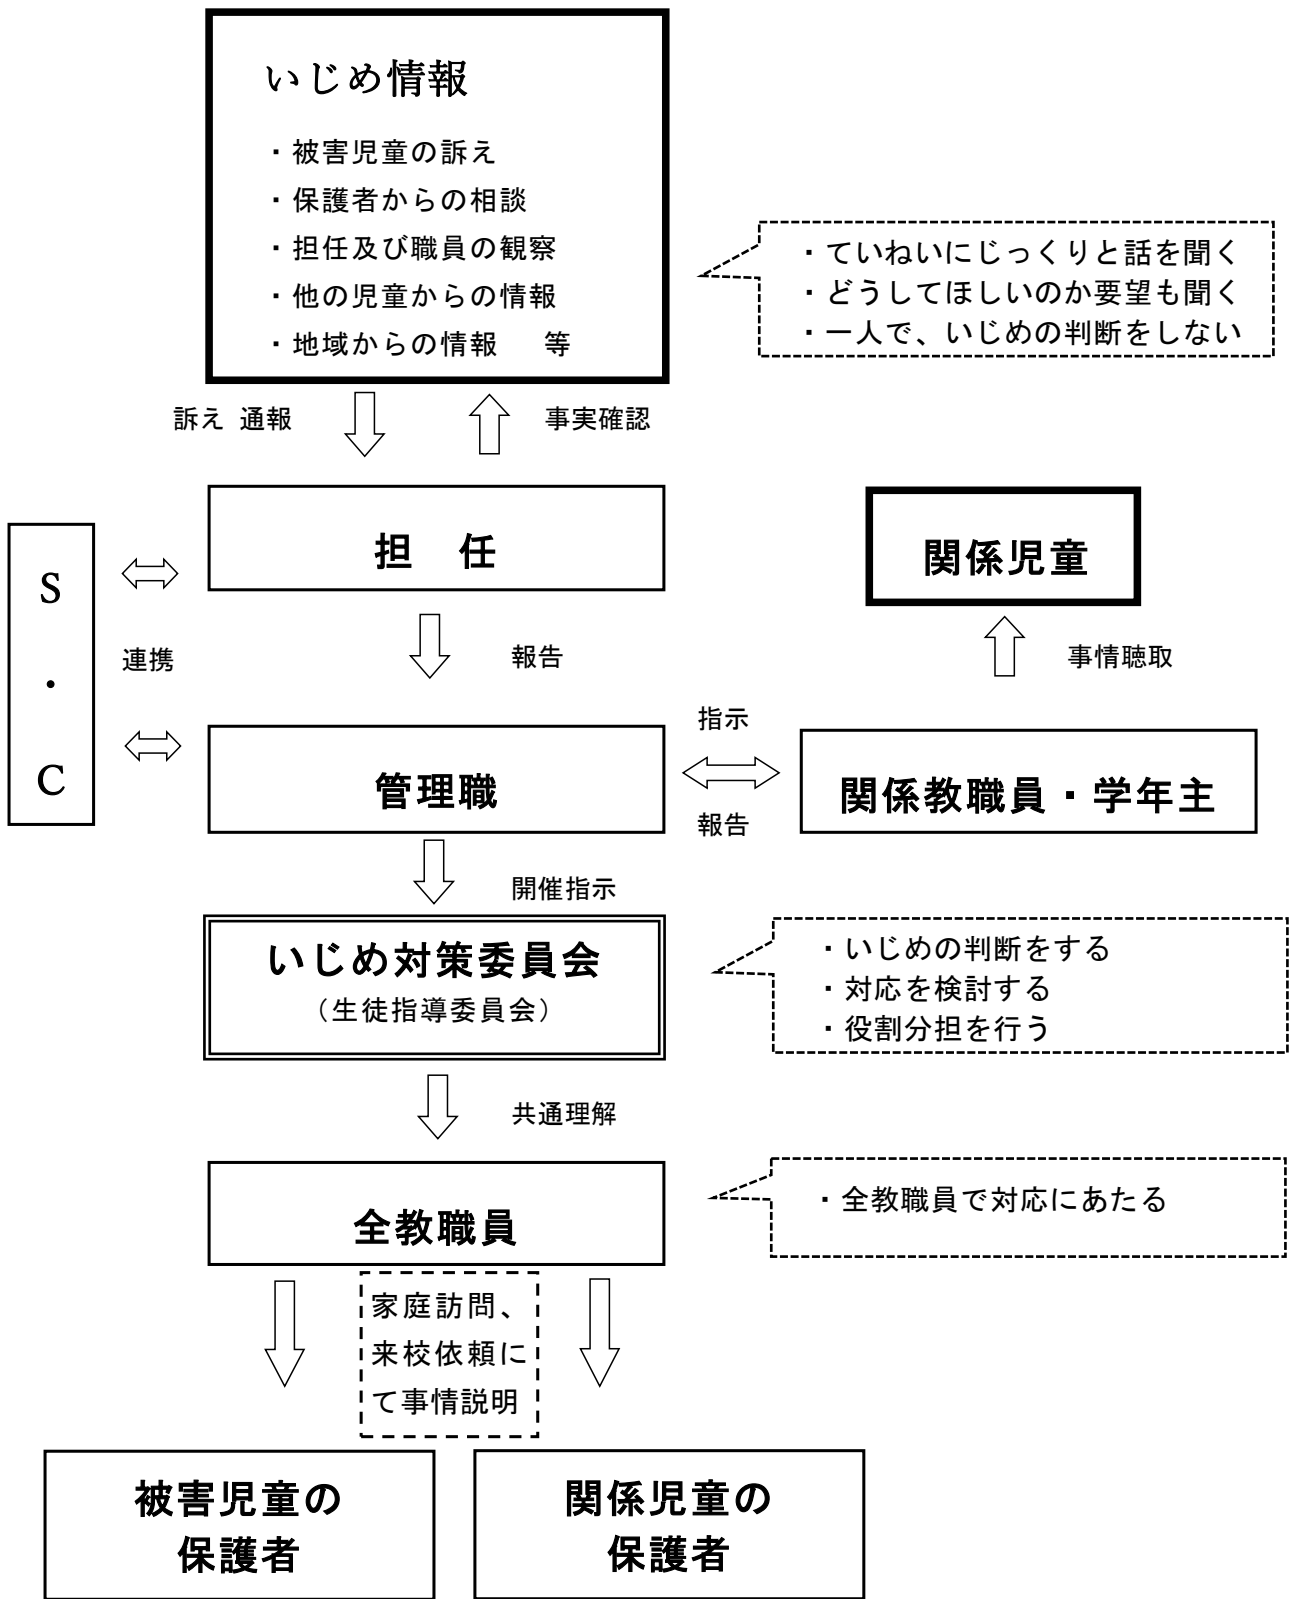 いじめ情報
・被害児童の訴え
・保護者からの相談
・担任及び職員の観察
・他の児童からの情報
・地域からの情報　等
・ていねいにじっくりと話を聞く
・どうしてほしいのか要望も聞く
・一人で、いじめの判断をしない
訴え 通報
事実確認
担　任
関係児童
S・C
連携
報告
事情聴取
管理職
指示
報告
関係教職員・学年主
開催指示
いじめ対策委員会
（生徒指導委員会）
・いじめの判断をする
・対応を検討する
・役割分担を行う
共通理解
全教職員
・全教職員で対応にあたる
家庭訪問、
来校依頼に
て事情説明
被害児童の
保護者
関係児童の
保護者